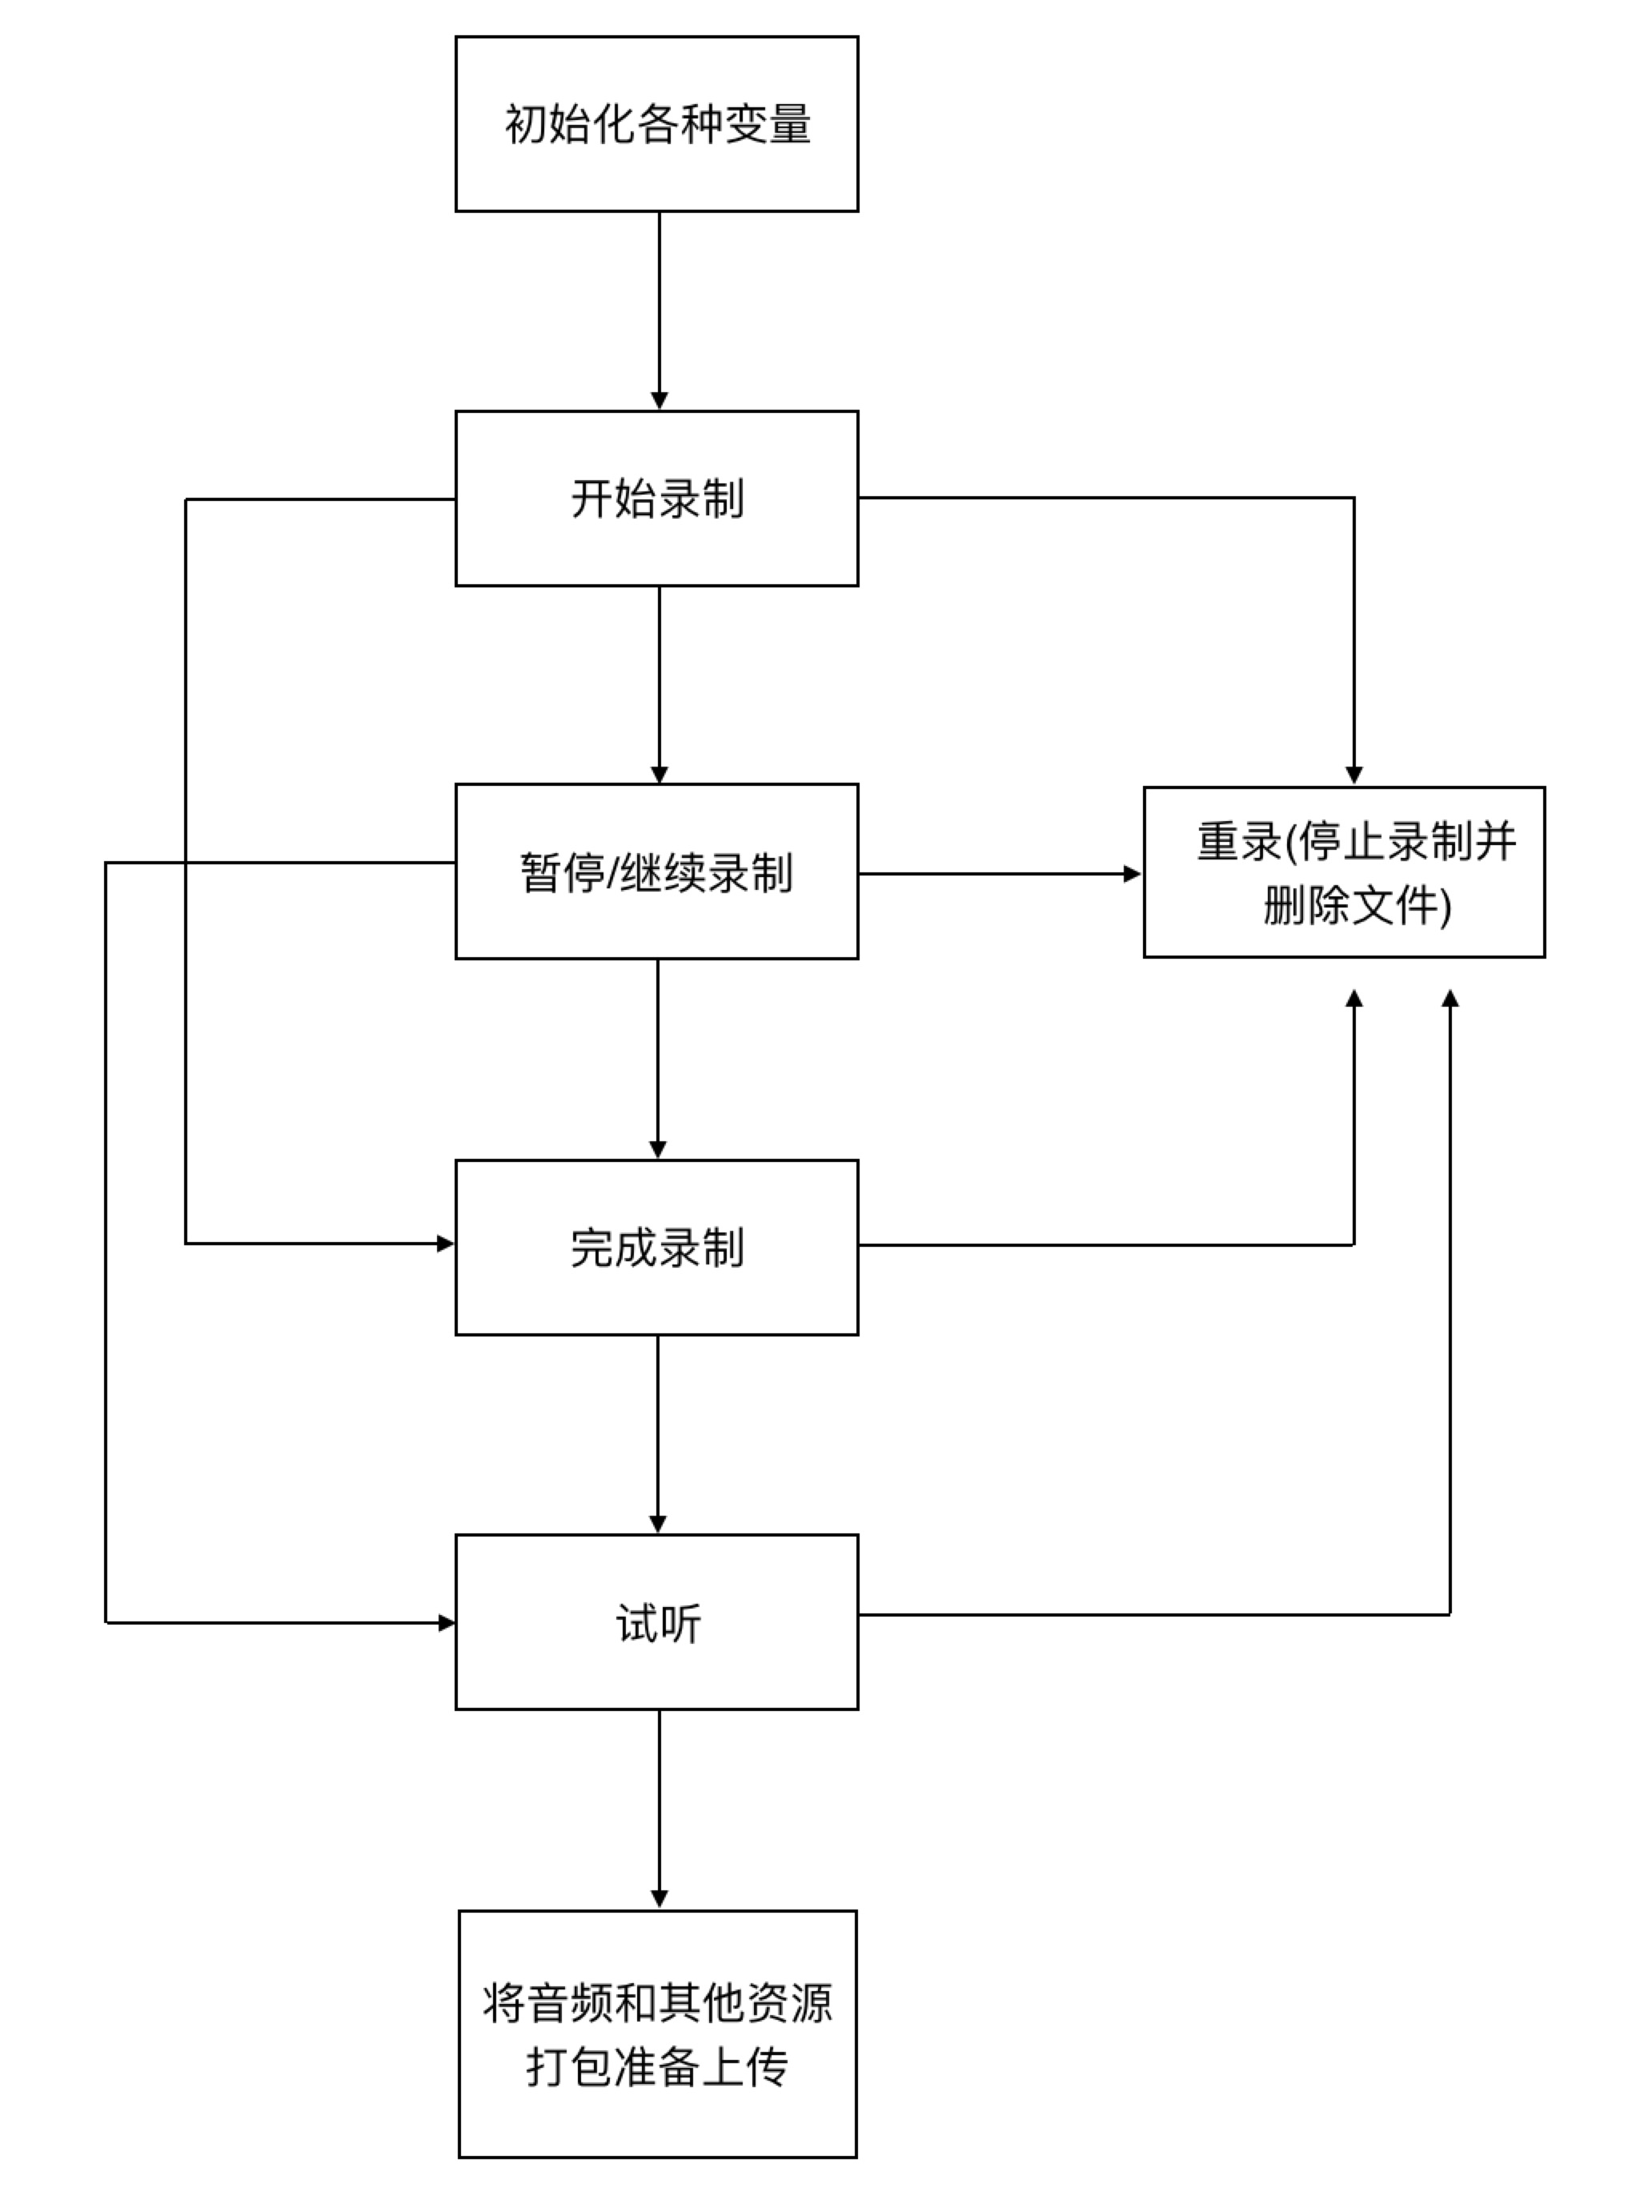 初始化各种变量
开始录制
暂停/继续录制
重录(停止录制并
删除文件)
完成录制
试听
将音频和其他资源
打包准备上传